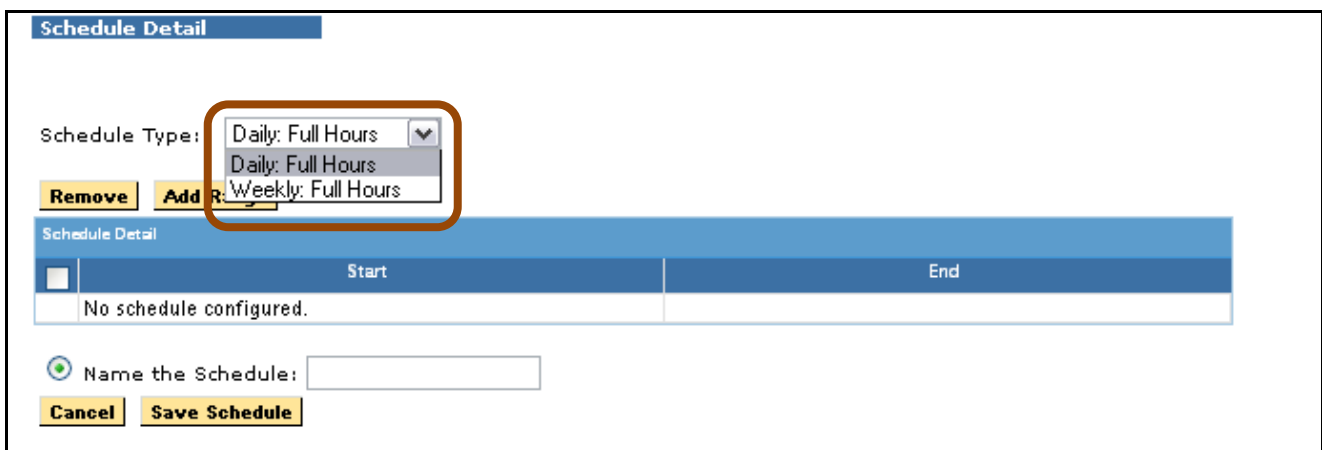 Schedule Detail
Schedule Type: Daily: Full Hours
Daily: Full Hours
Weekly: Full Hours
Remove Add
Schedule Detail
Start End
No schedule configured.
Name the Schedule:
Cancel Save Schedule